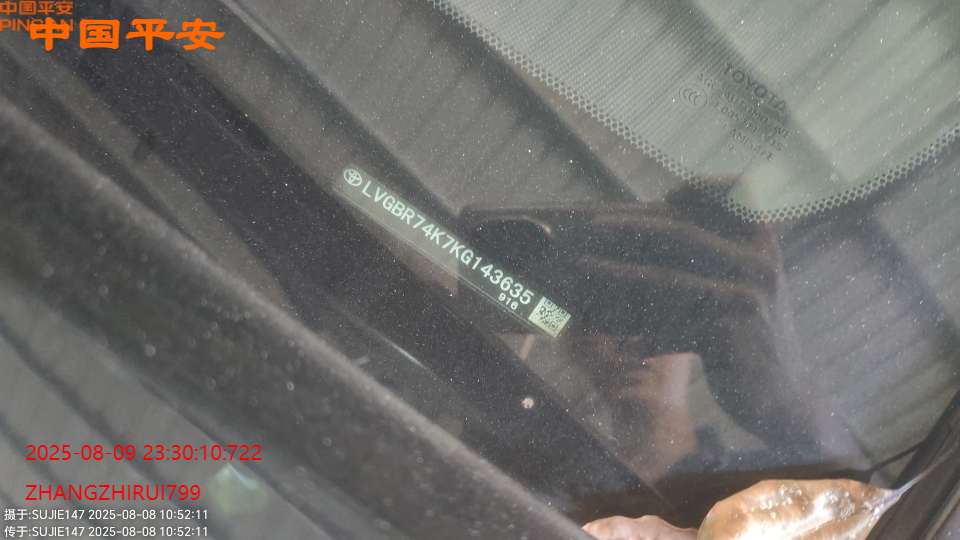 中国平安
PINGAN
中国平安
TOYOTA
LVGBR74K7KG143635
916
2025-08-09 23:30:10:722
ZHANGZHIRUI799
摄于:SUJIE147 2025-08-08 10:52:11
传于:SUJIE147 2025-08-08 10:52:11